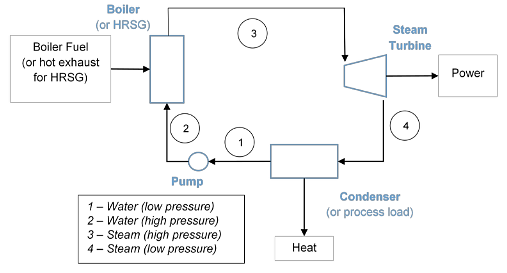 Boiler
(or HRSG)
Boiler Fuel
(or hot exhaust
for HRSG)
3
Steam
Turbine
Power
2
1
4
Pump
Condenser
(or process load)
1 – Water (low pressure)
2 – Water (high pressure)
3 – Steam (high pressure)
4 – Steam (low pressure)
Heat